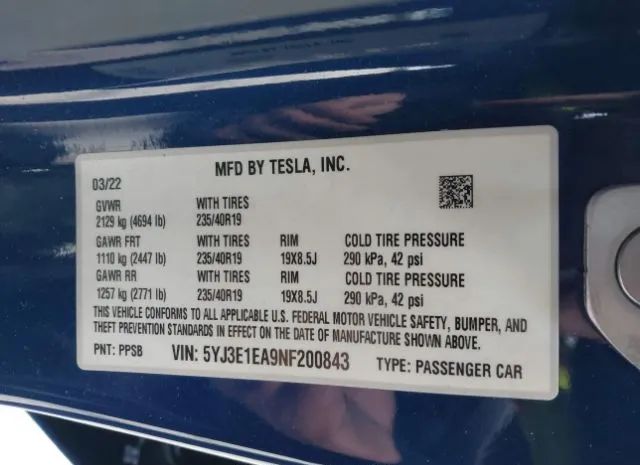 MFD BY TESLA, INC.
03/22
GVWR WITH TIRES
2129 kg (4694 lb) 235/40R19
GAWR FRT WITH TIRES RIM COLD TIRE PRESSURE
1110 kg (2447 lb) 235/40R19 19X8.5J 290 kPa, 42 psi
GAWR RR WITH TIRES RIM COLD TIRE PRESSURE
1257 kg (2771 lb) 235/40R19 19X8.5J 290 kPa, 42 psi
THIS VEHICLE CONFORMS TO ALL APPLICABLE U.S. FEDERAL MOTOR VEHICLE SAFETY, BUMPER, AND
THEFT PREVENTION STANDARDS IN EFFECT ON THE DATE OF MANUFACTURE SHOWN ABOVE.
PNT: PPSB VIN: 5YJ3E1EA9NF200843 TYPE: PASSENGER CAR